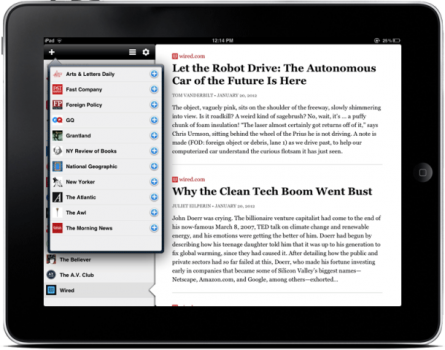 iPad
12:14 PM
20%
Arts & Letters Daily
Fast Company
Foreign Policy
GQ
Grantland
NY Review of Books
National Geographic
New Yorker
The Atlantic
The Awl
The Morning News
The Believer
The A.V. Club
Wired
wired.com
Let the Robot Drive: The Autonomous
Car of the Future Is Here
TOM VANDERBILT • JANUARY 20, 2012
The object, vaguely pink, sits on the shoulder of the freeway, slowly shimmering
into view. Is it roadkill? A weird kind of sagebrush? No, wait, it's ... a puffy
chunk of foam insulation! "The laser almost certainly got returns off of it," says
Chris Urmson, sitting behind the wheel of the Prius he is not driving. A note is
made (FOD: foreign object or debris, lane 1) as we drive past, to help our
computerized car understand the curious flotsam it has just seen.
wired.com
Why the Clean Tech Boom Went Bust
JULIET EILPERIN • JANUARY 20, 2012
John Doerr was crying. The billionaire venture capitalist had come to the end of
his now-famous March 8, 2007, TED talk on climate change and renewable
energy, and his emotions were getting the better of him. Doerr had begun by
describing how his teenage daughter told him that it was up to his generation to
fix global warming, since they had caused it. After detailing how the public and
private sectors had so far failed at this, Doerr, who made his fortune investing
early in companies that became some of Silicon Valley's biggest names—
Netscape, Amazon.com, and Google, among others—exhorted...